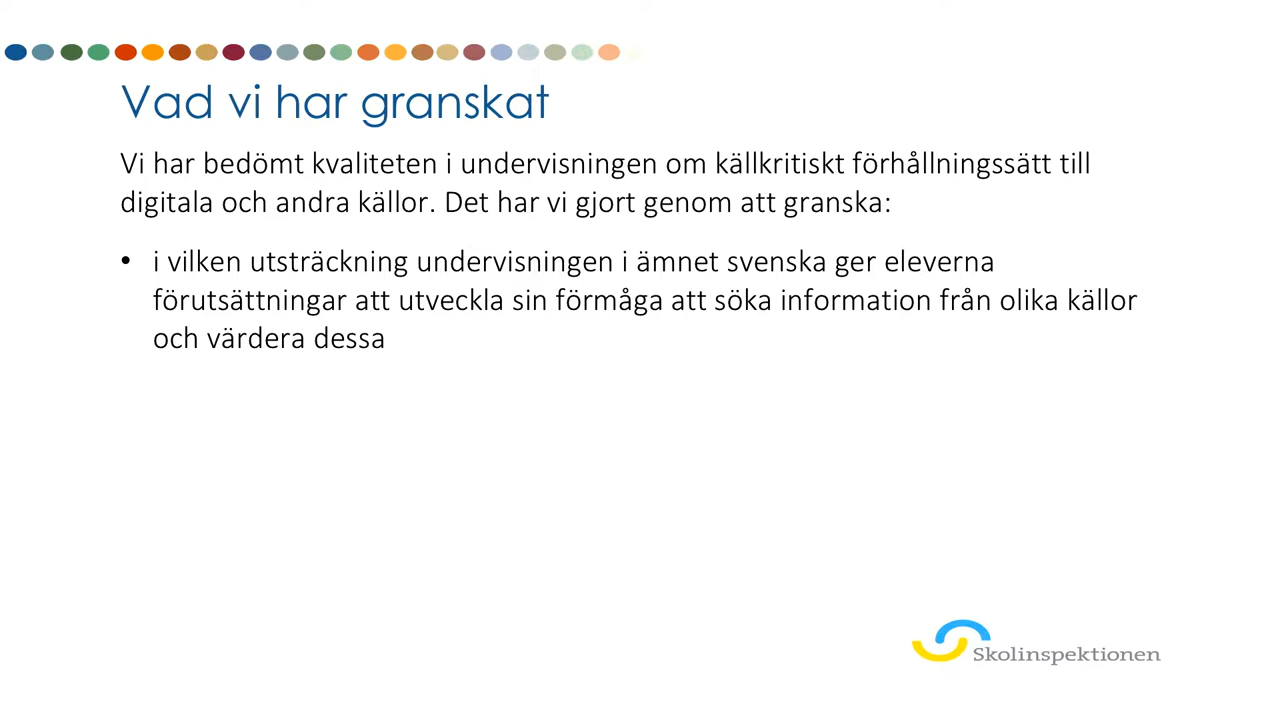 Vad vi har granskat
Vi har bedömt kvaliteten i undervisningen om källkritiskt förhållningssätt till
digitala och andra källor. Det har vi gjort genom att granska:
• i vilken utsträckning undervisningen i ämnet svenska ger eleverna
förutsättningar att utveckla sin förmåga att söka information från olika källor
och värdera dessa
Skolinspektionen